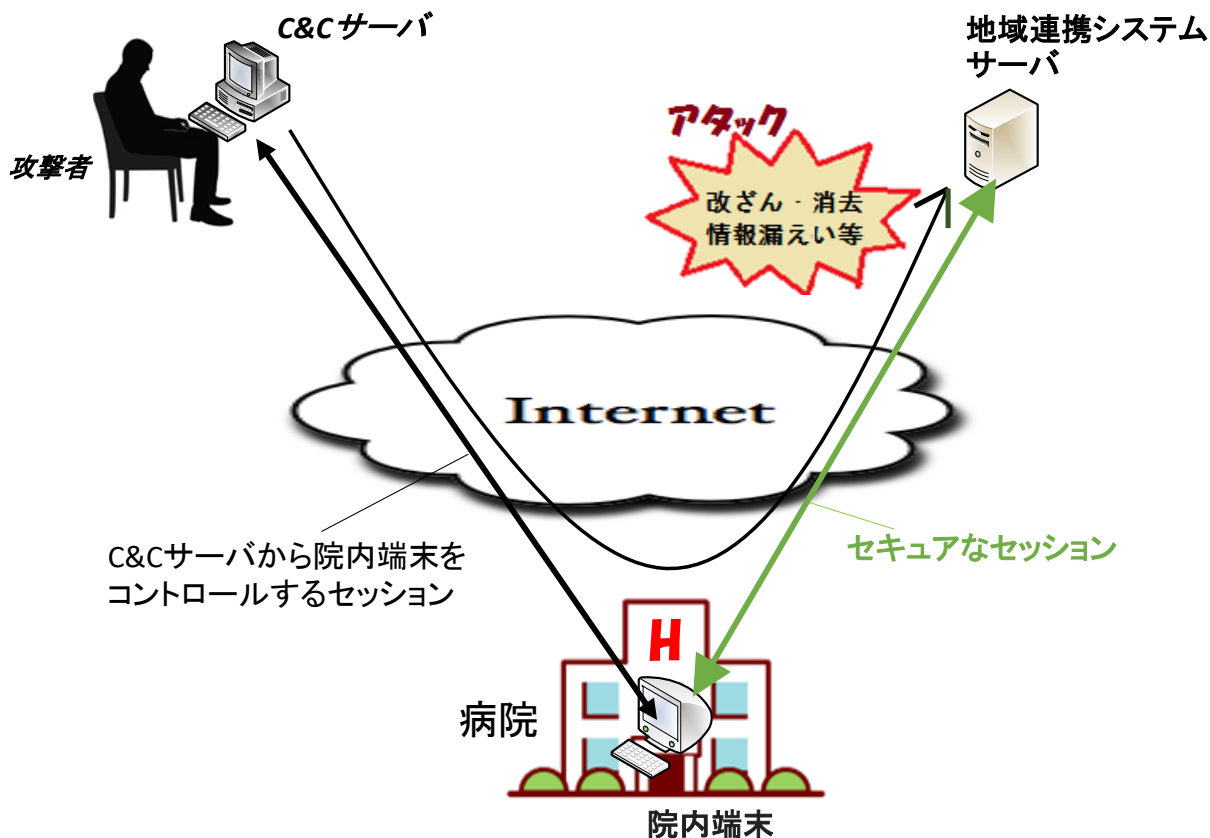 C&Cサーバ
地域連携システム
サーバ
アタック
攻撃者
改ざん・消去
情報漏えい等
Internet
C&Cサーバから院内端末を
コントロールするセッション
セキュアなセッション
H
病院
院内端末